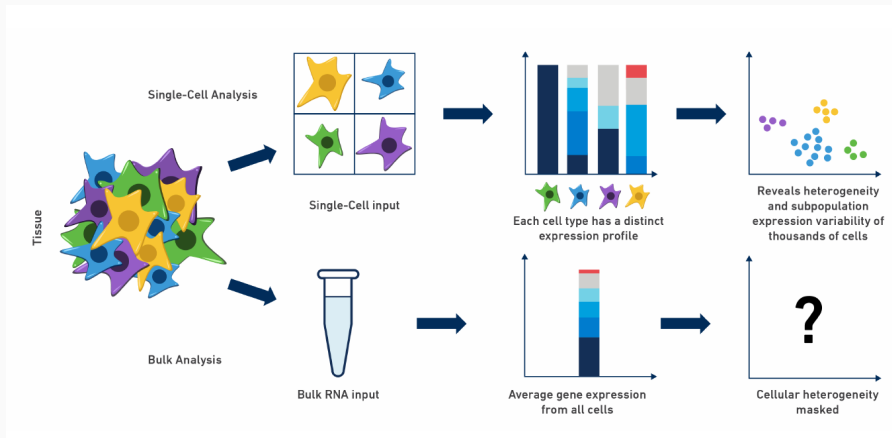 Single-Cell Analysis
Single-Cell input
Each cell type has a distinct
expression profile
Reveals heterogeneity
and subpopulation
expression variability of
thousands of cells
Tissue
Bulk Analysis
Bulk RNA input
Average gene expression
from all cells
?
Cellular heterogeneity
masked